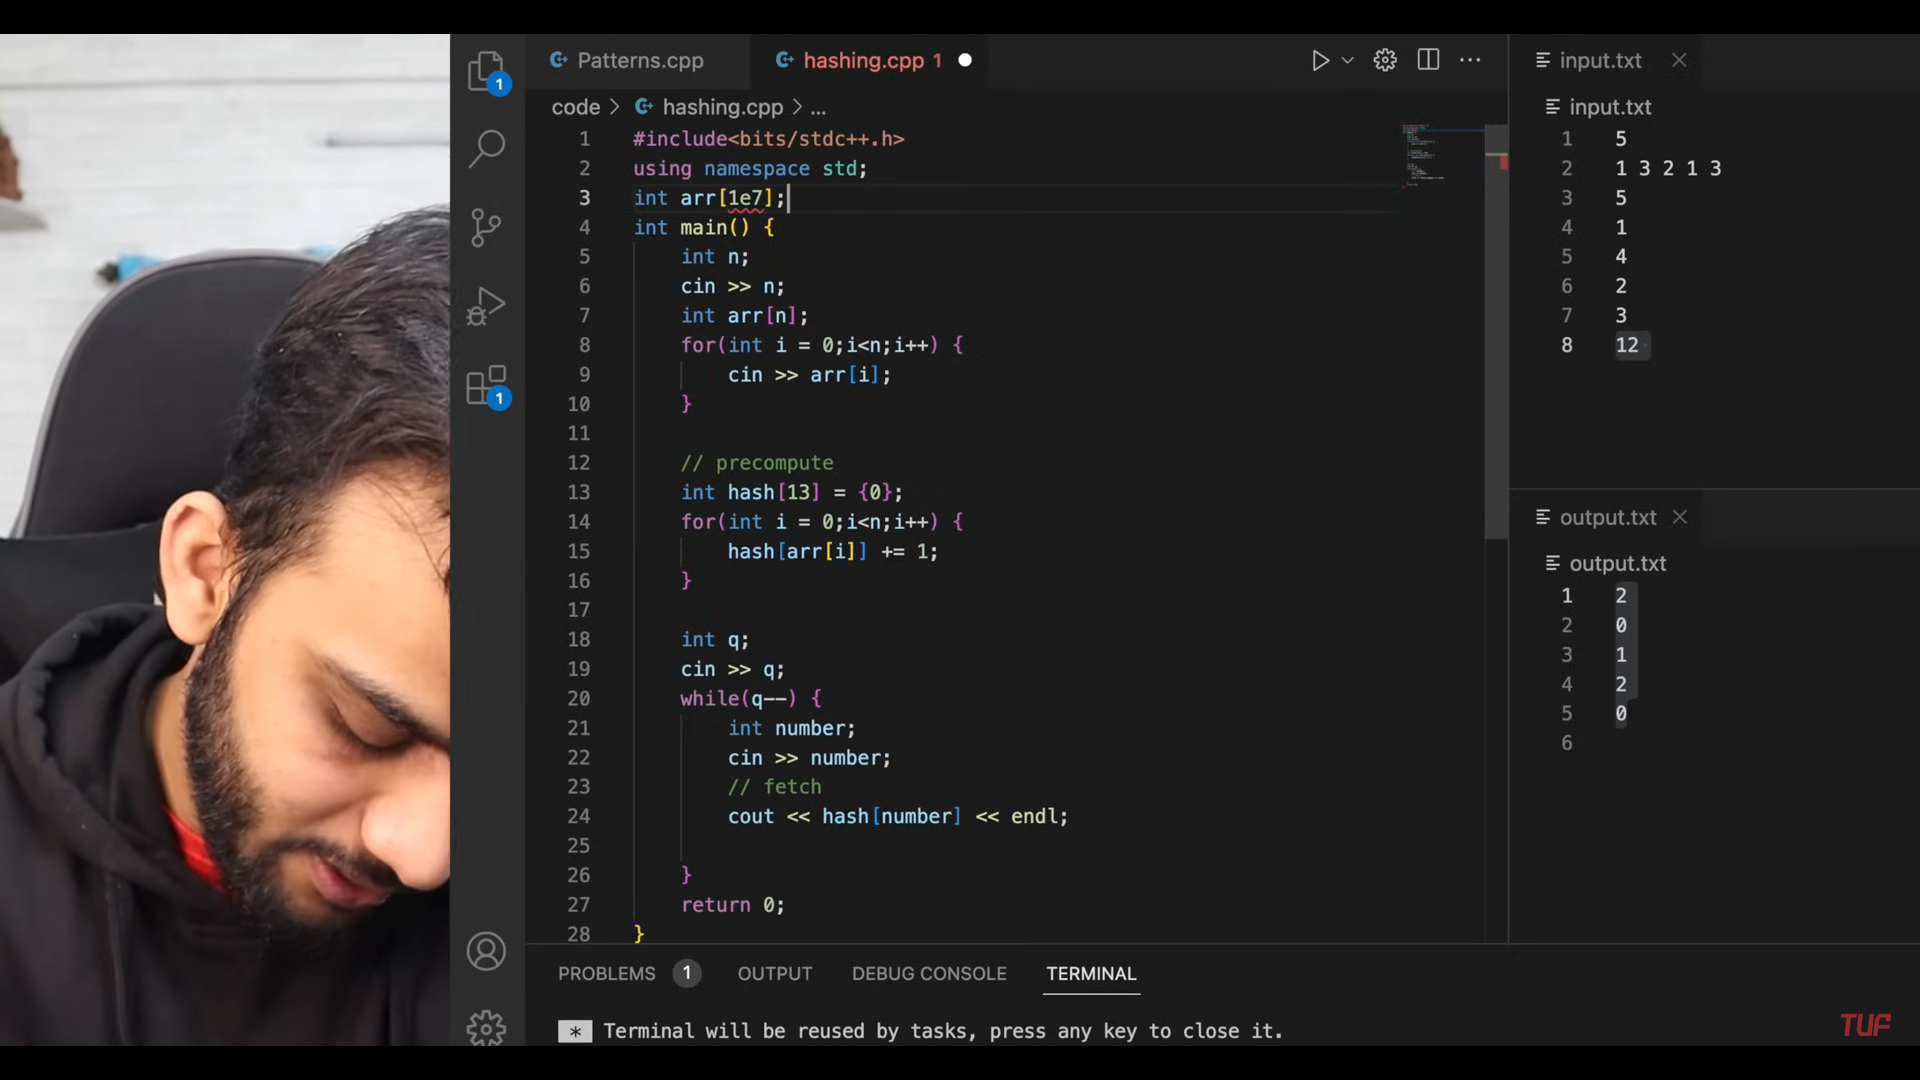 Patterns.cpp
hashing.cpp 1
code > hashing.cpp > ...
1 #include<bits/stdc++.h>
2 using namespace std;
3 int arr[1e7];
4 int main() {
5 int n;
6 cin >> n;
7 int arr[n];
8 for(int i = 0;i<n;i++) {
9 cin >> arr[i];
10 }
11
12 // precompute
13 int hash[13] = {0};
14 for(int i = 0;i<n;i++) {
15 hash[arr[i]] += 1;
16 }
17
18 int q;
19 cin >> q;
20 while(q--) {
21 int number;
22 cin >> number;
23 // fetch
24 cout << hash[number] << endl;
25
26 }
27 return 0;
28 }
1
1
PROBLEMS 1 OUTPUT DEBUG CONSOLE TERMINAL
* Terminal will be reused by tasks, press any key to close it.
input.txt
input.txt
1 5
2 1 3 2 1 3
3 5
4 1
5 4
6 2
7 3
8 12
output.txt
output.txt
1 2
2 0
3 1
4 2
5 0
6
TUF